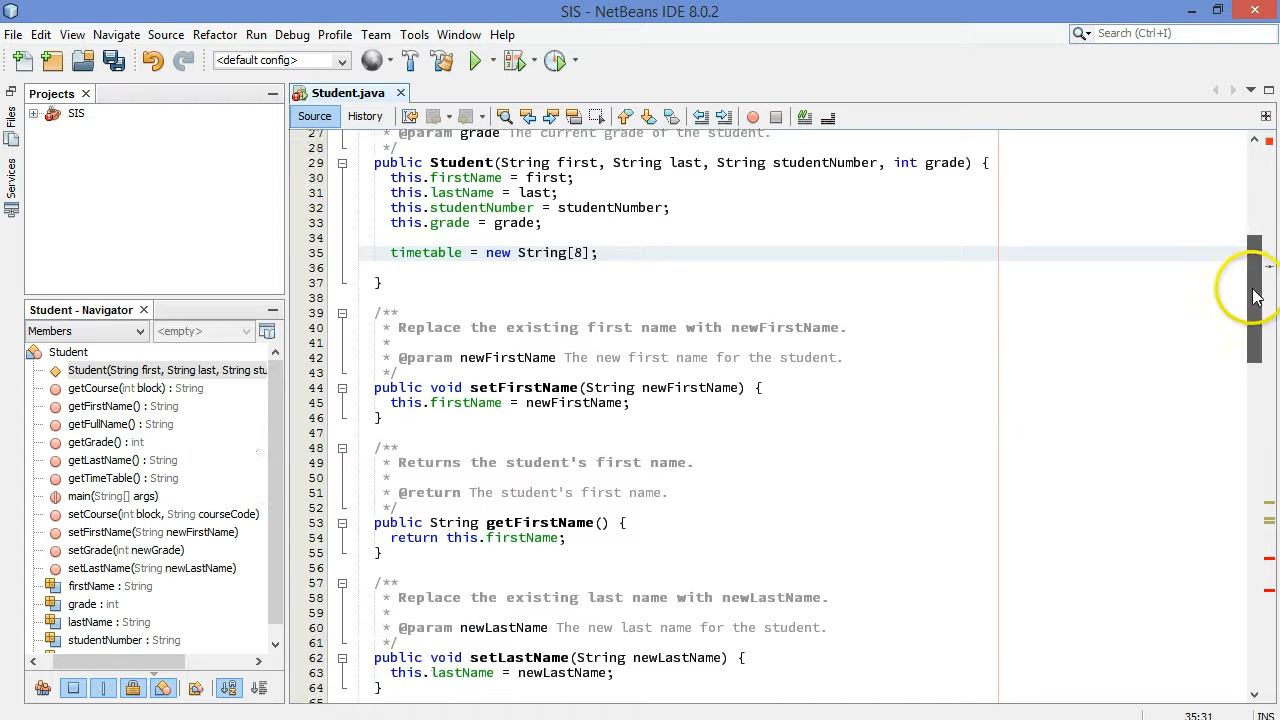 SIS - NetBeans IDE 8.0.2
File Edit View Navigate Source Refactor Run Debug Profile Team Tools Window Help
Search (Ctrl+I)
<default config>
Projects
Student.java
Files
SIS
Services
Source History
27 * @param grade The current grade of the student.
28 */
29 public Student(String first, String last, String studentNumber, int grade) {
30 this.firstName = first;
31 this.lastName = last;
32 this.studentNumber = studentNumber;
33 this.grade = grade;
34
35 timetable = new String[8];
36
37 }
38
39 /**
40 * Replace the existing first name with newFirstName.
41 *
42 * @param newFirstName The new first name for the student.
43 */
44 public void setFirstName(String newFirstName) {
45 this.firstName = newFirstName;
46 }
47
48 /**
49 * Returns the student's first name.
50 *
51 * @return The student's first name.
52 */
53 public String getFirstName() {
54 return this.firstName;
55 }
56
57 /**
58 * Replace the existing last name with newLastName.
59 *
60 * @param newLastName The new last name for the student.
61 */
62 public void setLastName(String newLastName) {
63 this.lastName = newLastName;
64 }
65
Student - Navigator
Members
<empty>
Student
Student(String first, String last, String stu
getCourse(int block) : String
getFirstName() : String
getFullName() : String
getGrade() : int
getLastName() : String
getTimeTable() : String
main(String[] args)
setCourse(int block, String courseCode)
setFirstName(String newFirstName)
setGrade(int newGrade)
setLastName(String newLastName)
firstName : String
grade : int
lastName : String
studentNumber : String
35:31
INS